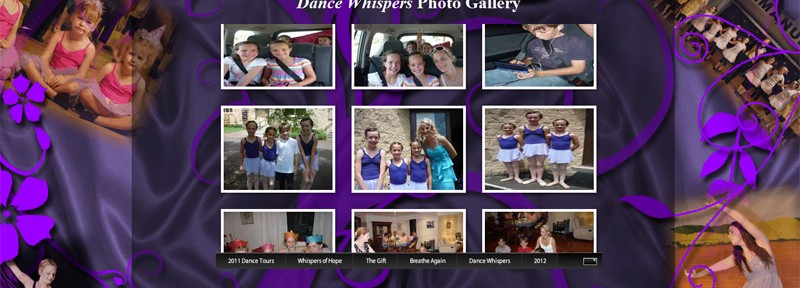 Dance Whispers Photo Gallery
2011 Dance Tours
Whispers of Hope
The Gift
Breathe Again
Dance Whispers
2012